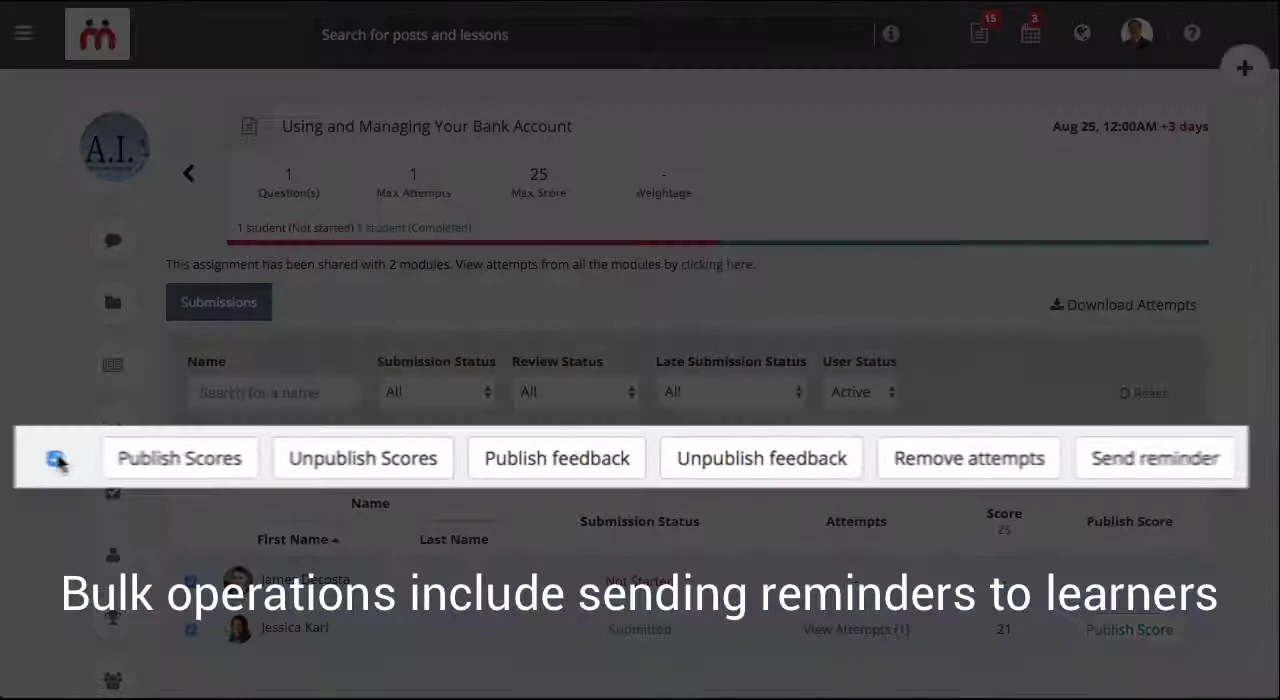 15
3
Search for posts and lessons
A.I.
Using and Managing Your Bank Account
Aug 25, 12:00AM +3 days
1
1
25
-
Question(s)
Max Attempts
Max Score
Weightage
1 student (Not started) 1 student (Completed)
This assignment has been shared with 2 modules. View attempts from all the modules by clicking here.
Submissions
Download Attempts
Name
Submission Status
Review Status
Late Submission Status
User Status
Search for a name
All
All
All
Active
Reset
Publish Scores
Unpublish Scores
Publish feedback
Unpublish feedback
Remove attempts
Send reminder
Name
Submission Status
Attempts
Score
25
Publish Score
First Name
Last Name
James Decosta
Not Started
Bulk operations include sending reminders to learners
Jessica Karl
Submitted
View Attempts (1)
21
Publish Score